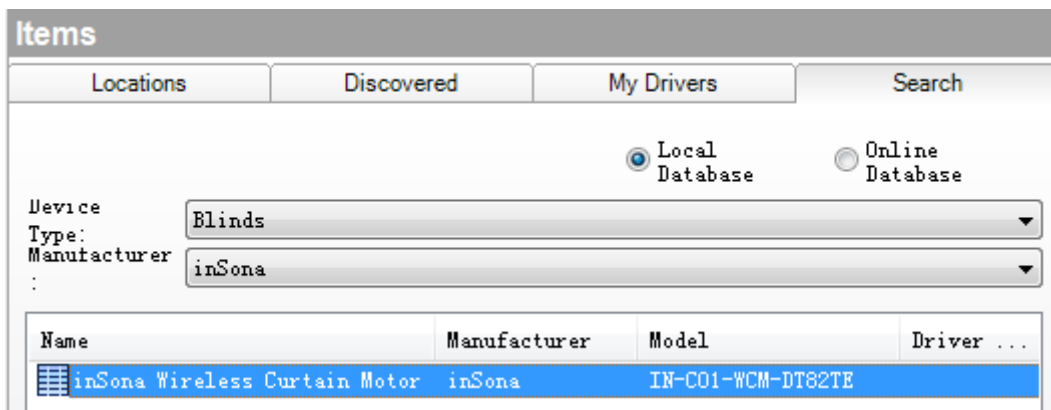 Items
Locations Discovered My Drivers Search
Local Database
Online Database
Device Type:
Blinds
Manufacturer :
inSona
Name Manufacturer Model Driver ...
inSona Wireless Curtain Motor inSona IN-C01-WCM-DT82TE